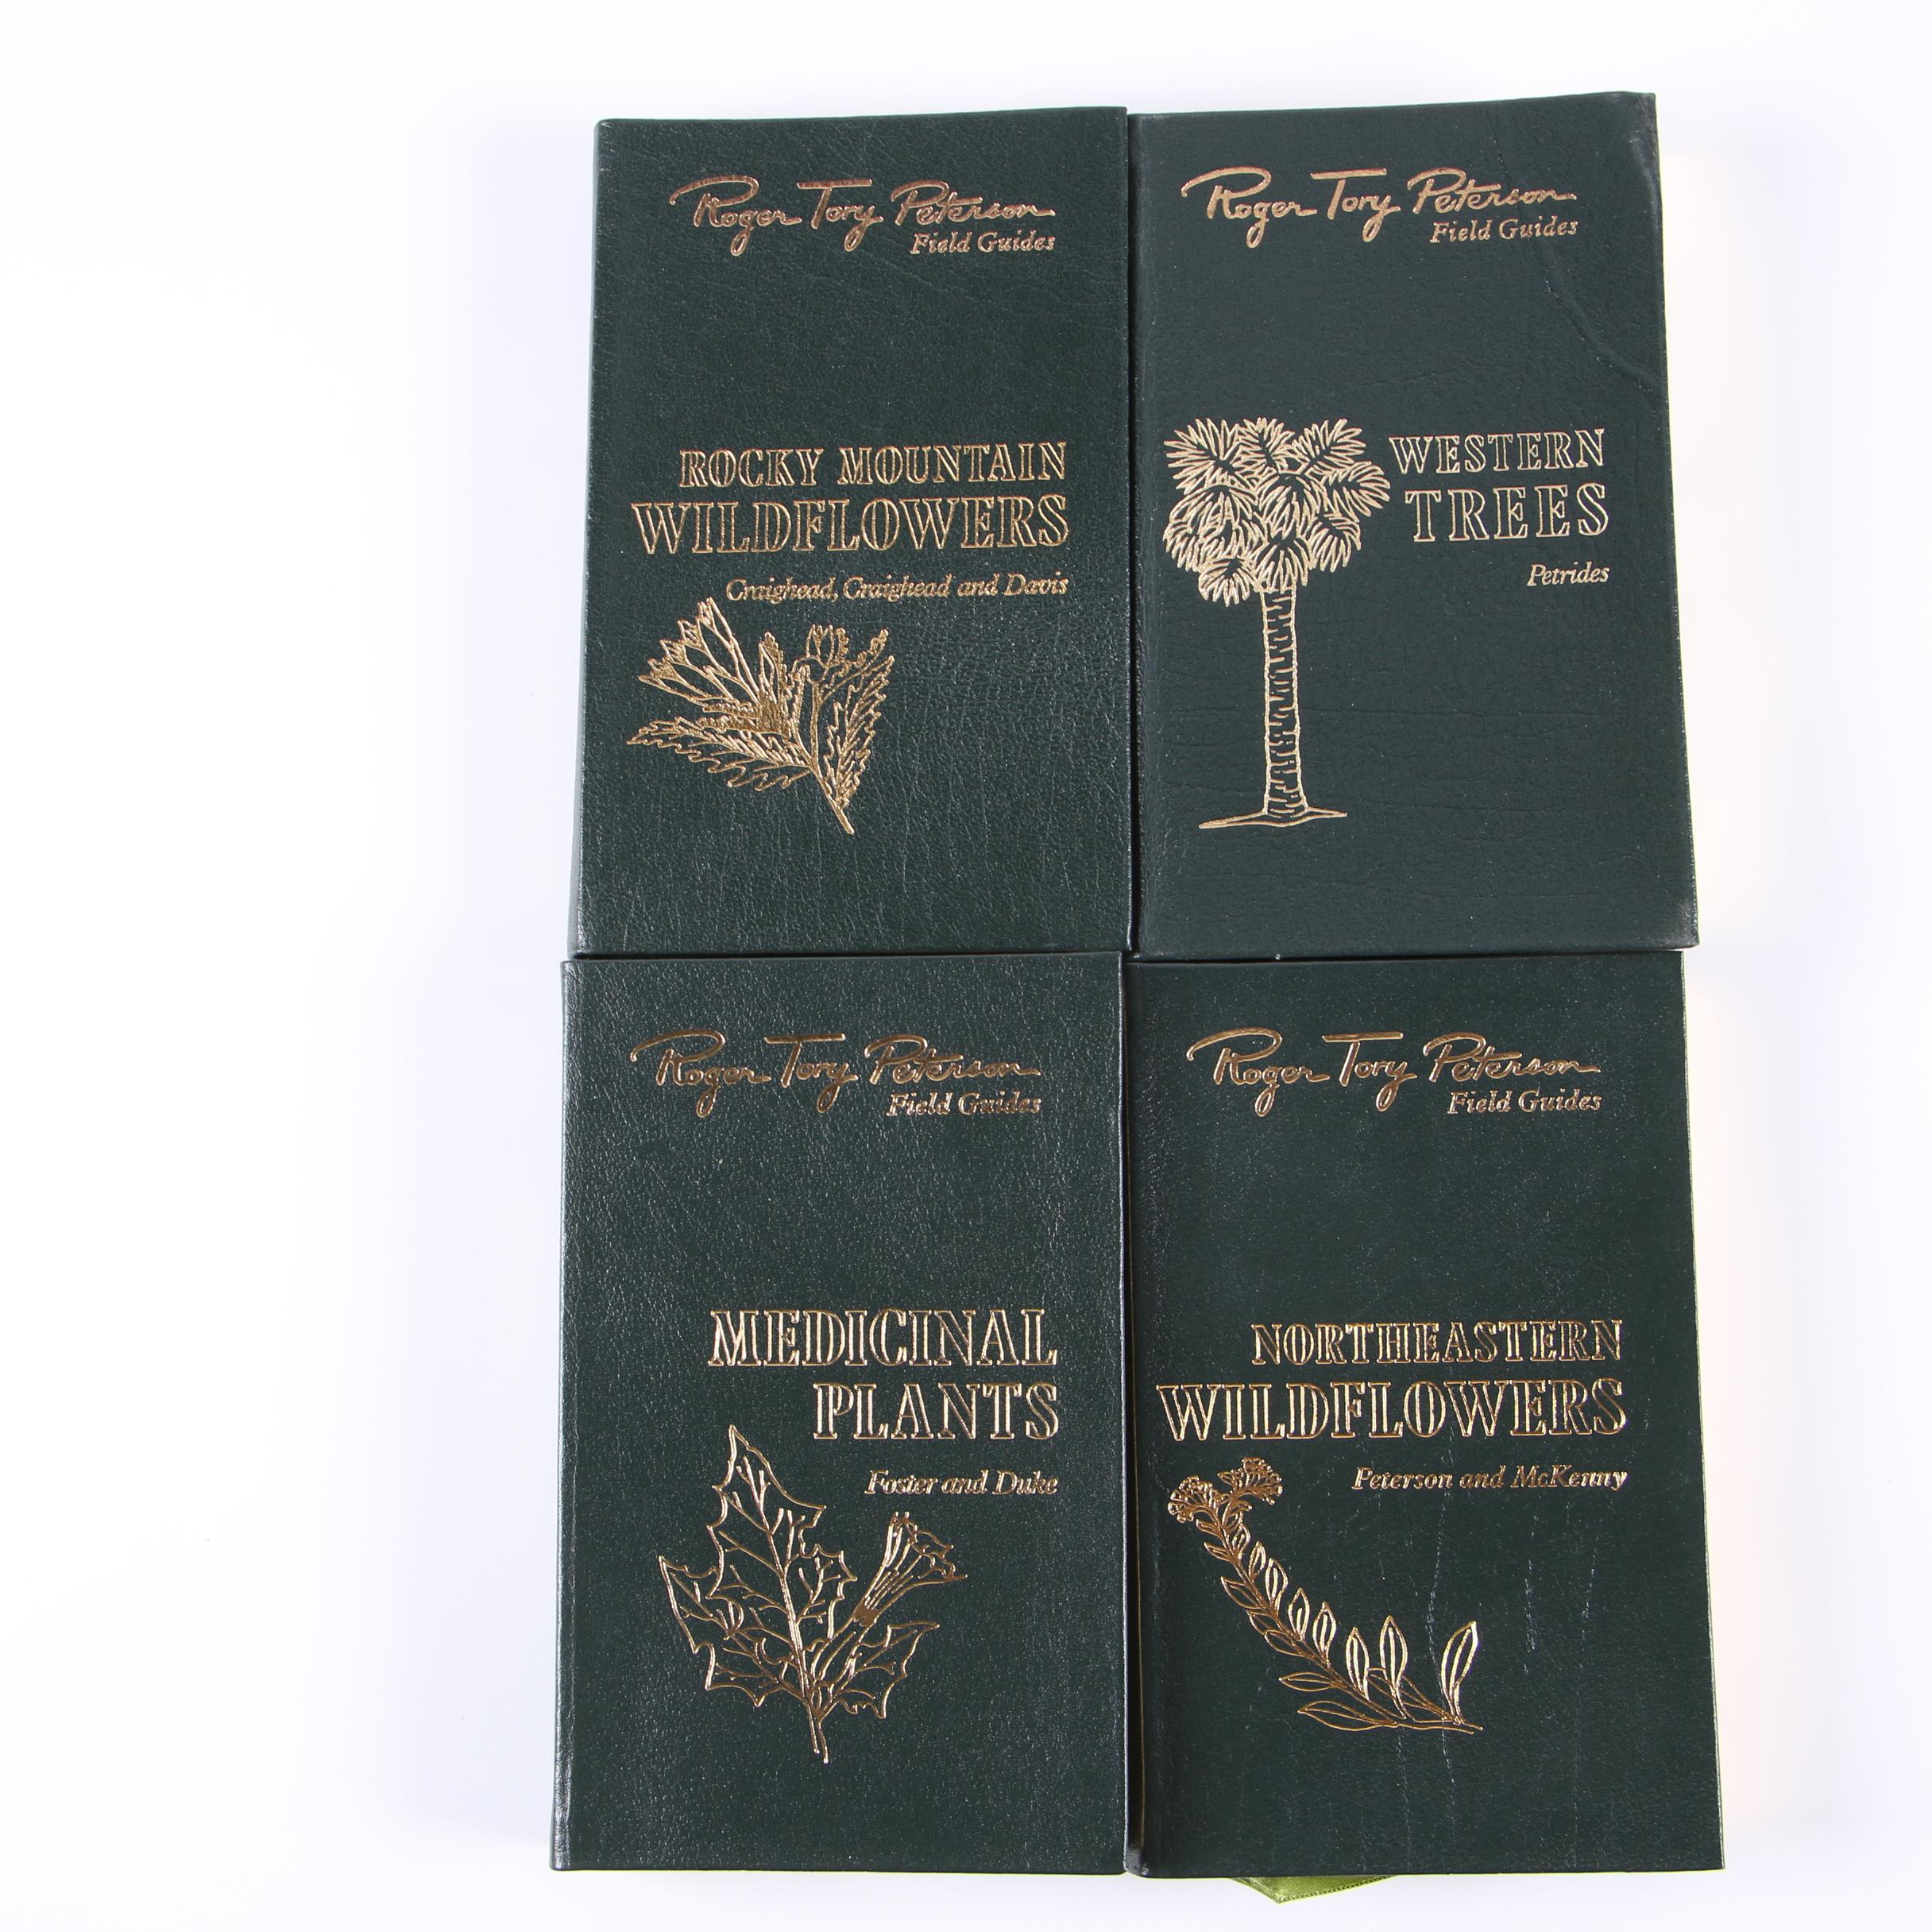 Roger Tory Peterson
Field Guides
ROCKY MOUNTAIN
WILDFLOWERS
Craighead, Craighead and Davis
Roger Tory Peterson
Field Guides
WESTERN
TREES
Petrides
Roger Tory Peterson
Field Guides
MEDICINAL
PLANTS
Foster and Duke
Roger Tory Peterson
Field Guides
NORTHEASTERN
WILDFLOWERS
Peterson and McKenny